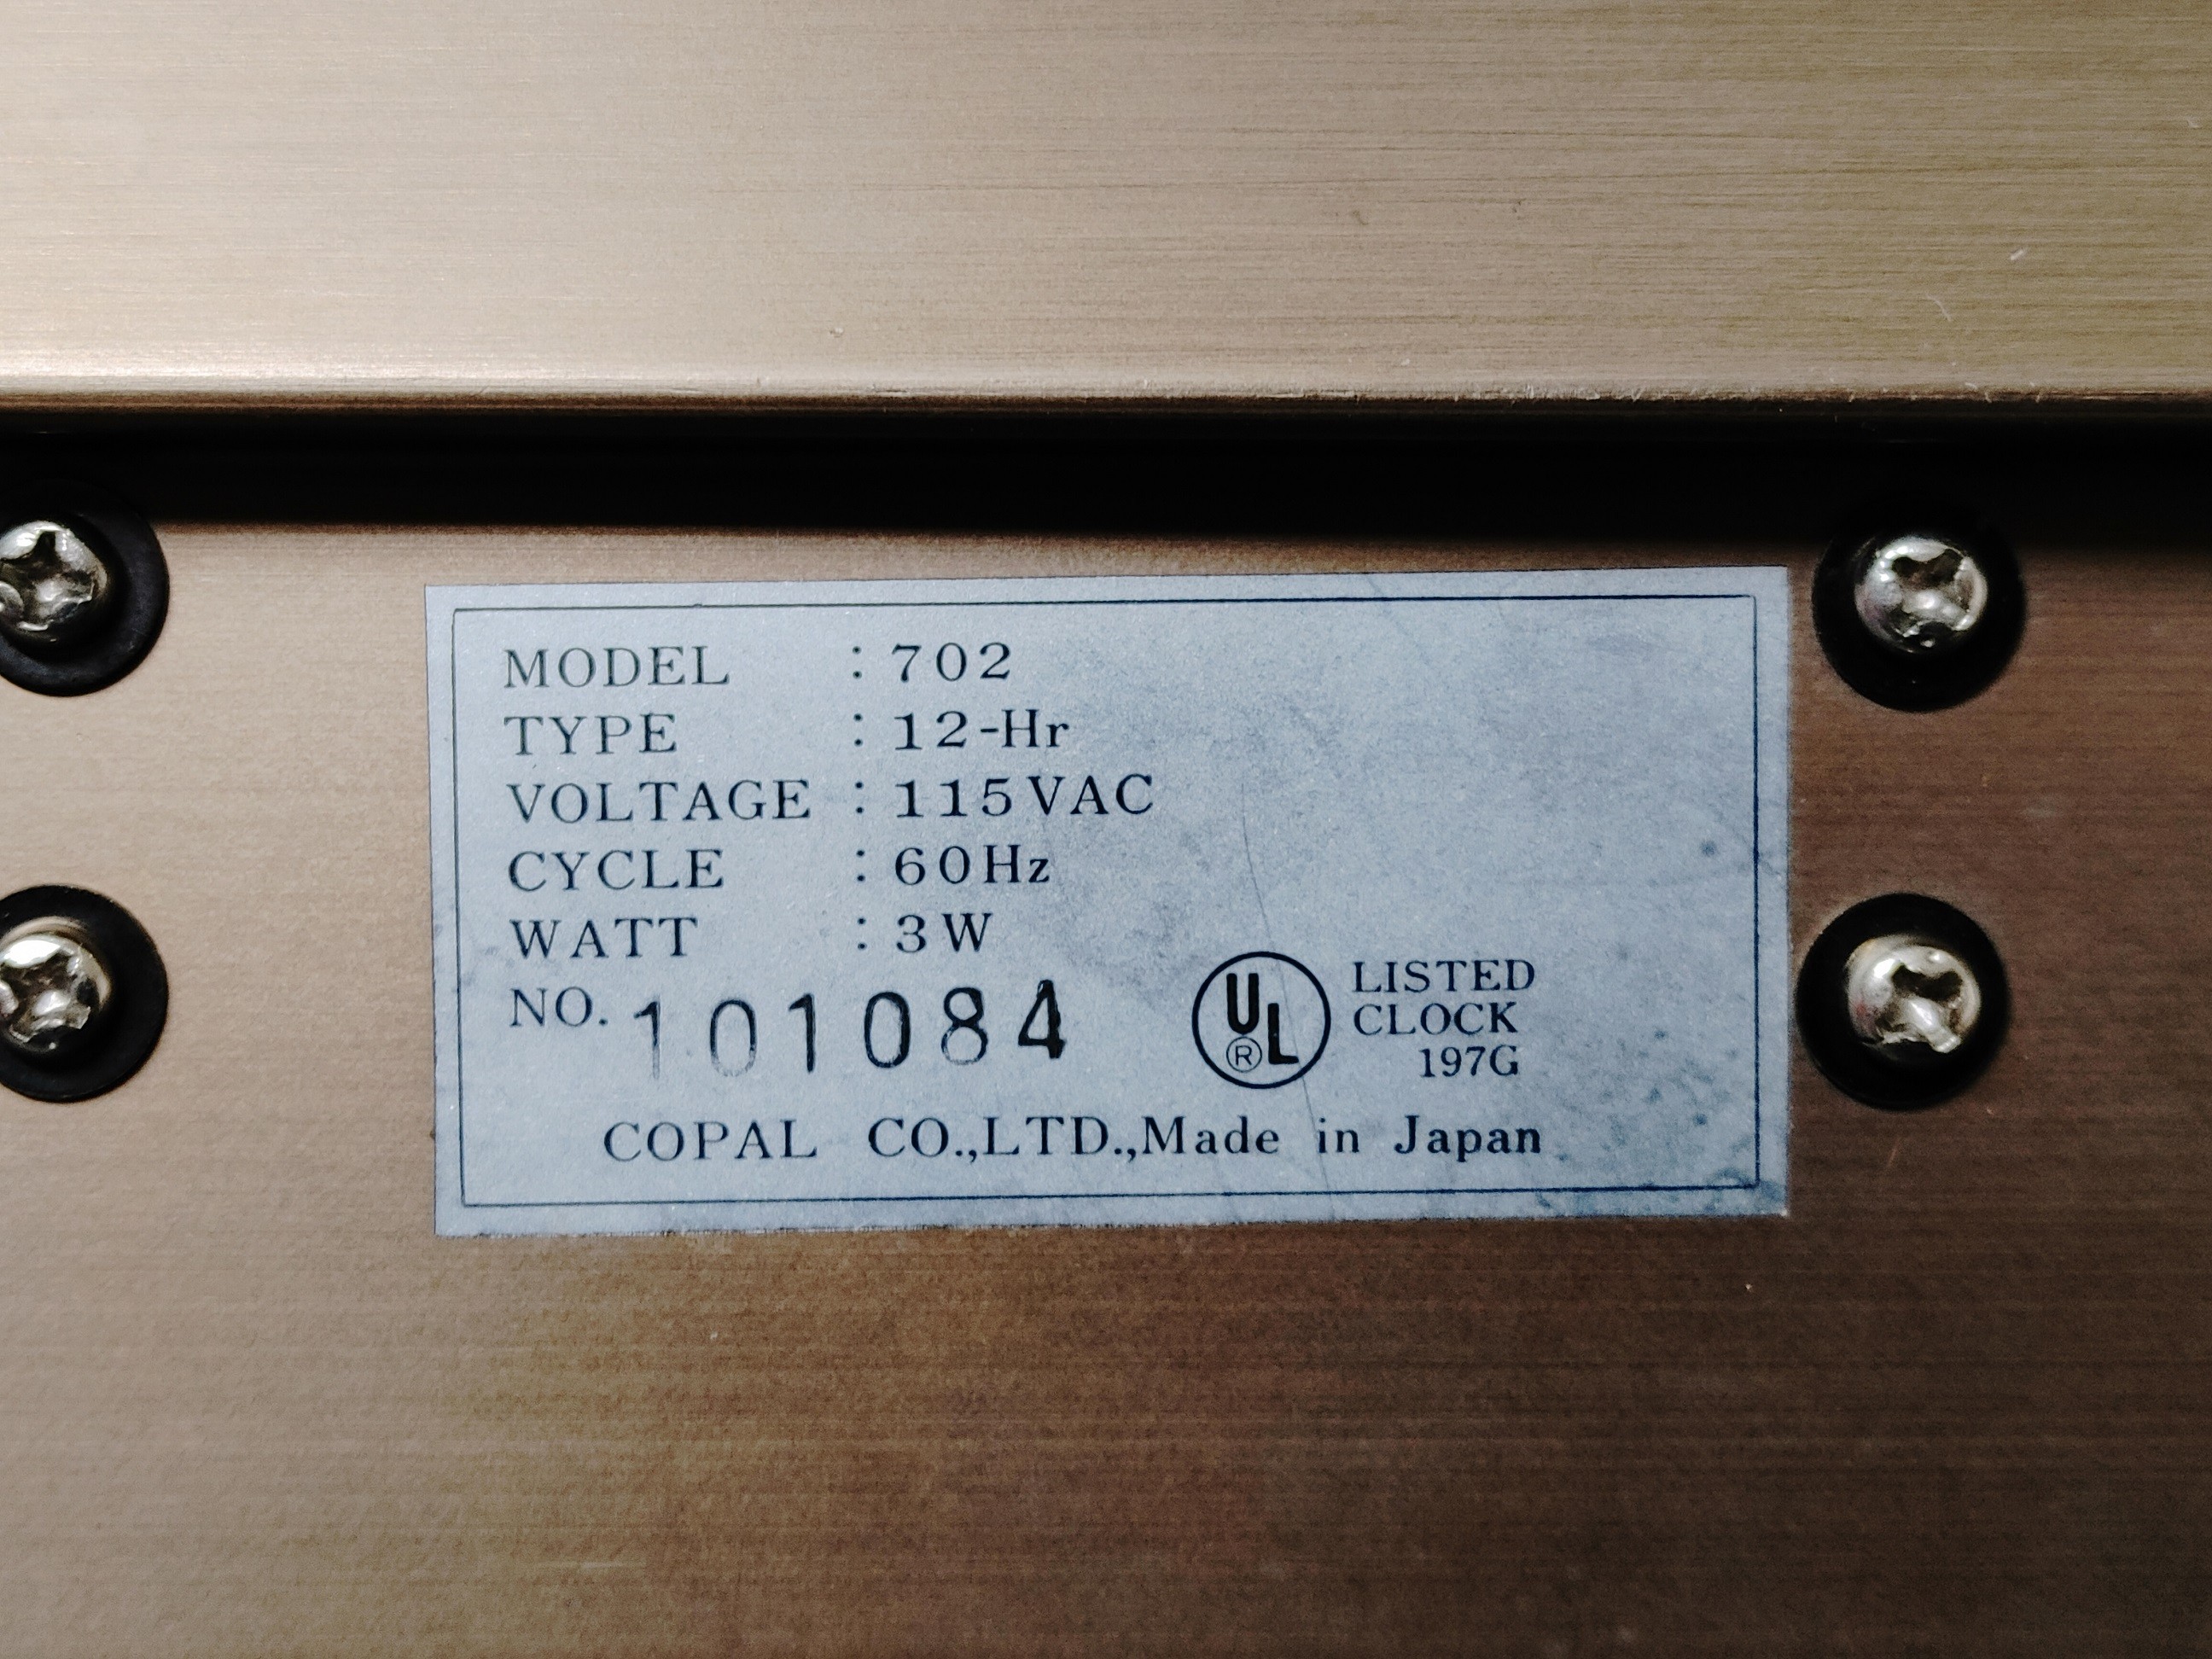 MODEL : 702
TYPE : 12-Hr
VOLTAGE : 115VAC
CYCLE : 60Hz
WATT : 3W
NO. 101084
UL ®
LISTED
CLOCK
197G
COPAL CO.,LTD.,Made in Japan